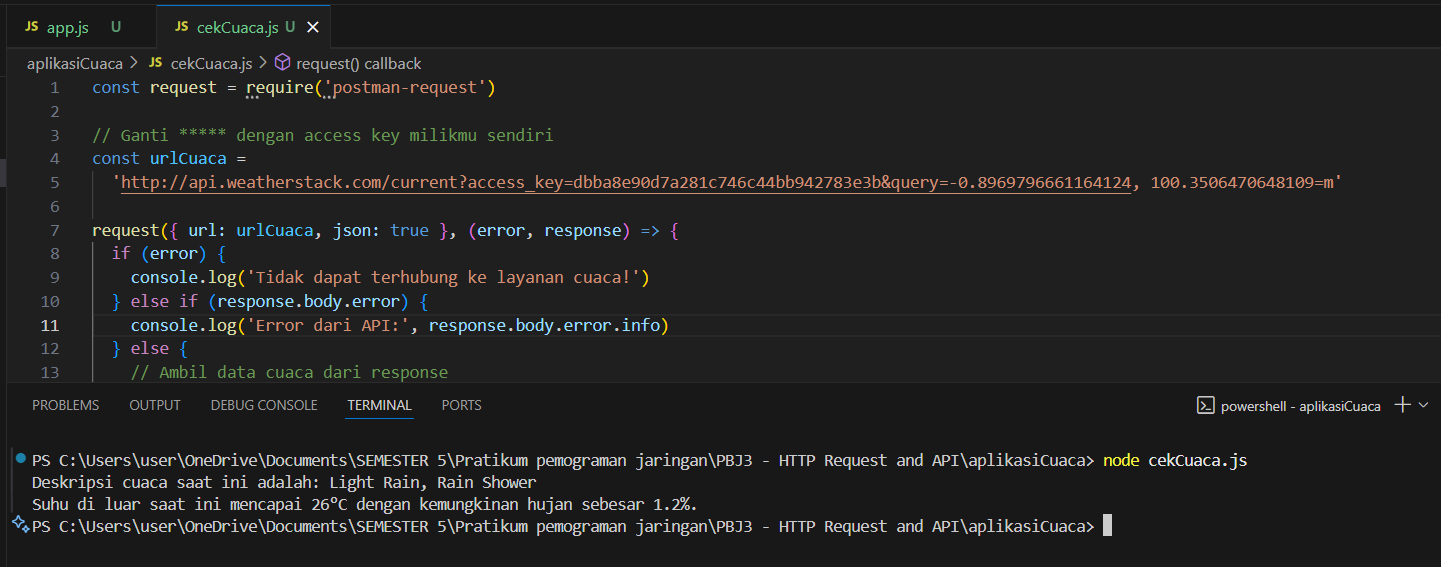 JS app.js U JS cekCuaca.js U ×
aplikasiCuaca > JS cekCuaca.js > request() callback
1 const request = require('postman-request')
2
3 // Ganti ***** dengan access key milikmu sendiri
4 const urlCuaca =
5 'http://api.weatherstack.com/current?access_key=dbba8e90d7a281c746c44bb942783e3b&query=-0.8969796661164124, 100.3506470648109=m'
6
7 request({ url: urlCuaca, json: true }, (error, response) => {
8 if (error) {
9 console.log('Tidak dapat terhubung ke layanan cuaca!')
10 } else if (response.body.error) {
11 console.log('Error dari API:', response.body.error.info)
12 } else {
13 // Ambil data cuaca dari response
PROBLEMS OUTPUT DEBUG CONSOLE TERMINAL PORTS powershell - aplikasiCuaca
PS C:\Users\user\OneDrive\Documents\SEMESTER 5\Pratikum pemograman jaringan\PBJ3 - HTTP Request and API\aplikasiCuaca> node cekCuaca.js
Deskripsi cuaca saat ini adalah: Light Rain, Rain Shower
Suhu di luar saat ini mencapai 26°C dengan kemungkinan hujan sebesar 1.2%.
PS C:\Users\user\OneDrive\Documents\SEMESTER 5\Pratikum pemograman jaringan\PBJ3 - HTTP Request and API\aplikasiCuaca>